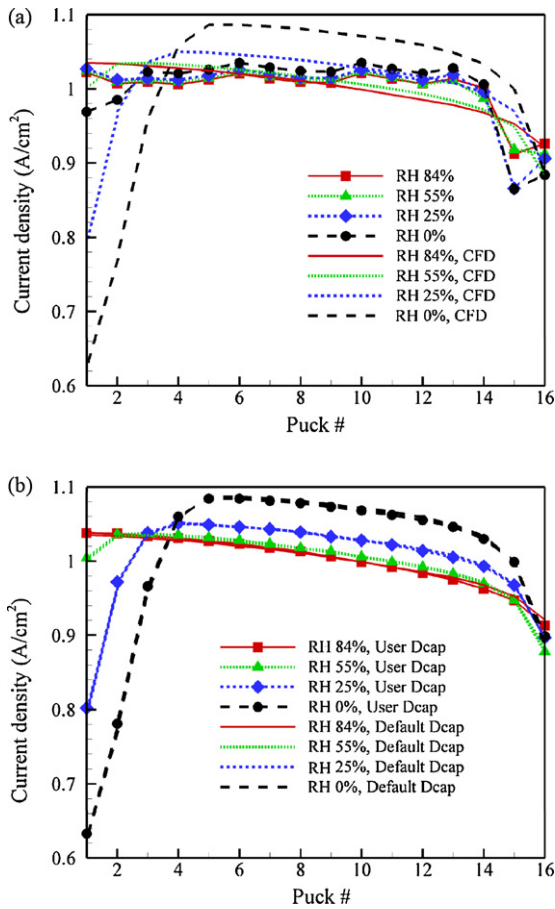 (a)
1.1
1
0.9
0.8
0.7
0.6
Current density (A/cm²)
RH 84%
RH 55%
RH 25%
RH 0%
RH 84%, CFD
RH 55%, CFD
RH 25%, CFD
RH 0%, CFD
2 4 6 8 10 12 14 16
Puck #
(b)
1.1
1
0.9
0.8
0.7
0.6
Current density (A/cm²)
RH 84%, User Dcap
RH 55%, User Dcap
RH 25%, User Dcap
RH 0%, User Dcap
RH 84%, Default Dcap
RH 55%, Default Dcap
RH 25%, Default Dcap
RH 0%, Default Dcap
2 4 6 8 10 12 14 16
Puck #